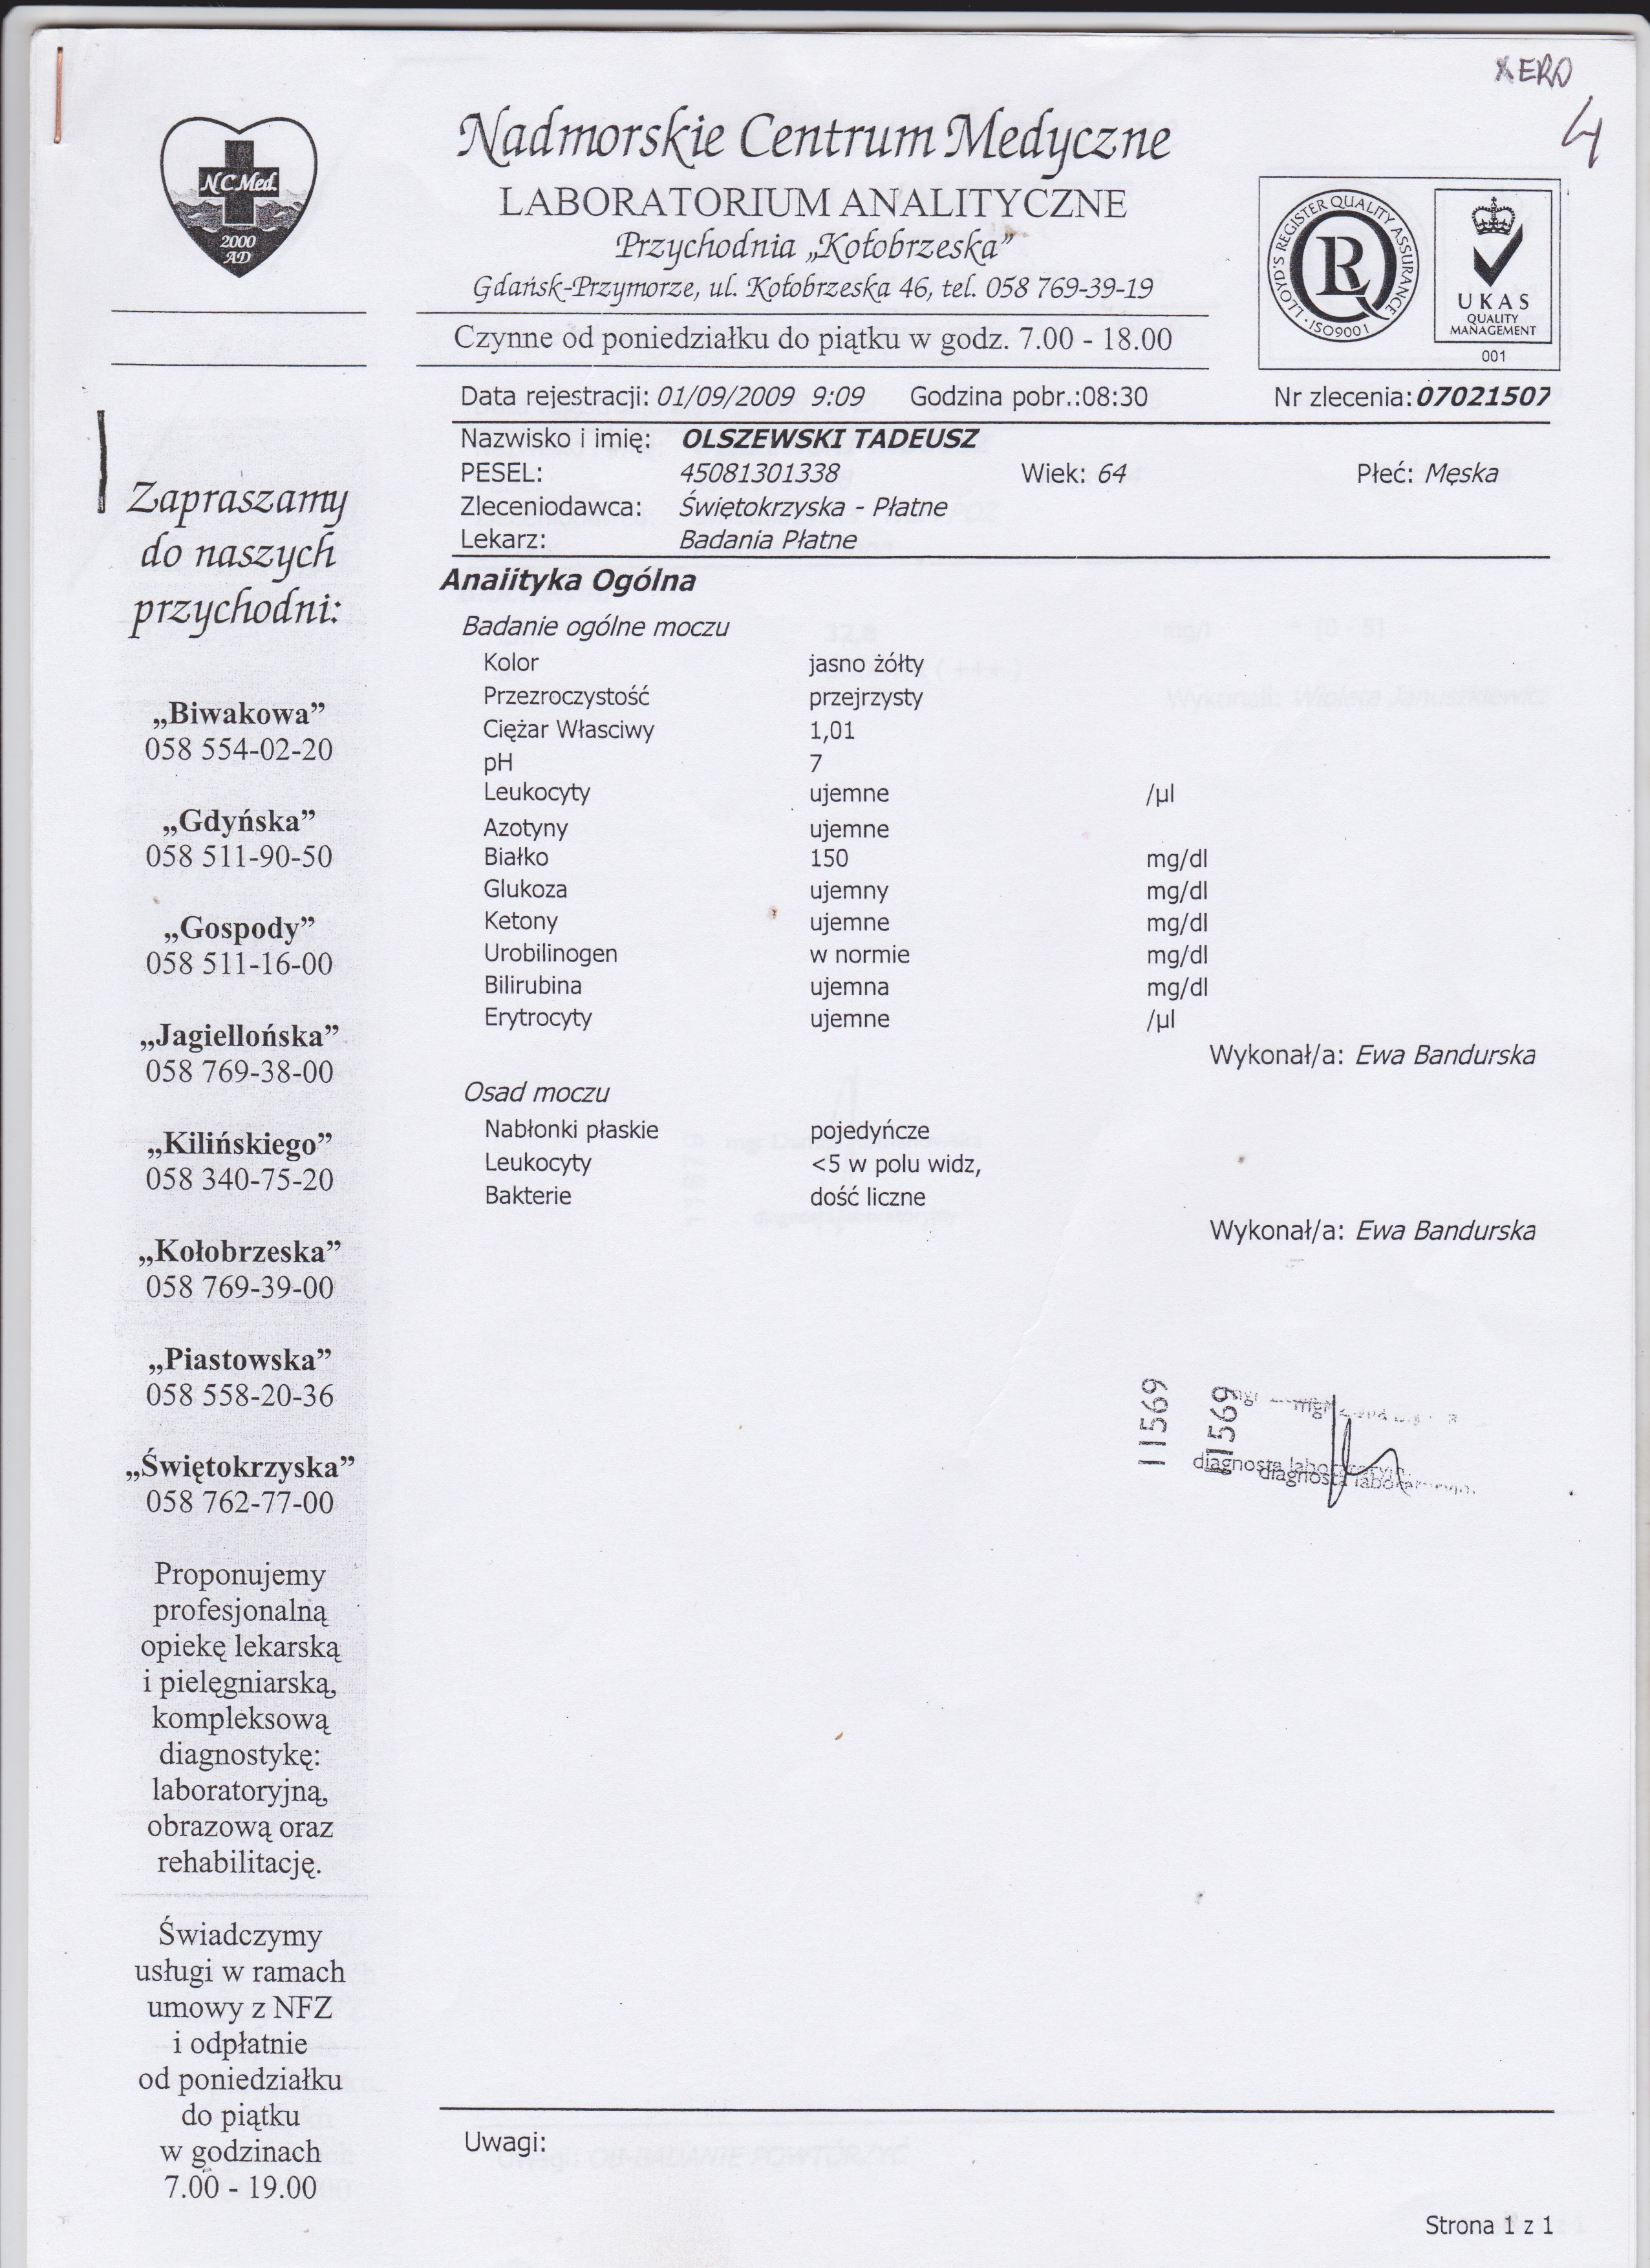 XERO
4
NCMed.
2000
AD
Nadmorskie Centrum Medyczne
LABORATORIUM ANALITYCZNE
Przychodnia „Kołobrzeska”
Gdańsk-Przymorze, ul. Kołobrzeska 46, tel. 058 769-39-19
Czynne od poniedziałku do piątku w godz. 7.00 - 18.00
LLOYD'S REGISTER QUALITY ASSURANCE
· ISO9001 ·
LRQ
UKAS
QUALITY
MANAGEMENT
001
Data rejestracji: 01/09/2009 9:09 Godzina pobr.:08:30 Nr zlecenia: 07021507
Nazwisko i imię: OLSZEWSKI TADEUSZ
PESEL: 45081301338 Wiek: 64 Płeć: Męska
Zleceniodawca: Świętokrzyska - Płatne
Lekarz: Badania Płatne
Analityka Ogólna
Badanie ogólne moczu
Kolor jasno żółty
Przezroczystość przejrzysty
Ciężar Własciwy 1,01
pH 7
Leukocyty ujemne /µl
Azotyny ujemne
Białko 150 mg/dl
Glukoza ujemny mg/dl
Ketony ujemne mg/dl
Urobilinogen w normie mg/dl
Bilirubina ujemna mg/dl
Erytrocyty ujemne /µl
Wykonał/a: Ewa Bandurska
Osad moczu
Nabłonki płaskie pojedyńcze
Leukocyty <5 w polu widz,
Bakterie dość liczne
Wykonał/a: Ewa Bandurska
11569
11569
mgr
mgr
diagnosta
diagnosta
Uwagi:
Strona 1 z 1
Zapraszamy
do naszych
przychodni:
„Biwakowa”
058 554-02-20
„Gdyńska”
058 511-90-50
„Gospody”
058 511-16-00
„Jagiellońska”
058 769-38-00
„Kilińskiego”
058 340-75-20
„Kołobrzeska”
058 769-39-00
„Piastowska”
058 558-20-36
„Świętokrzyska”
058 762-77-00
Proponujemy
profesjonalną
opiekę lekarską
i pielęgniarską,
kompleksową
diagnostykę:
laboratoryjną,
obrazową oraz
rehabilitację.
Świadczymy
usługi w ramach
umowy z NFZ
i odpłatnie
od poniedziałku
do piątku
w godzinach
7.00 - 19.00